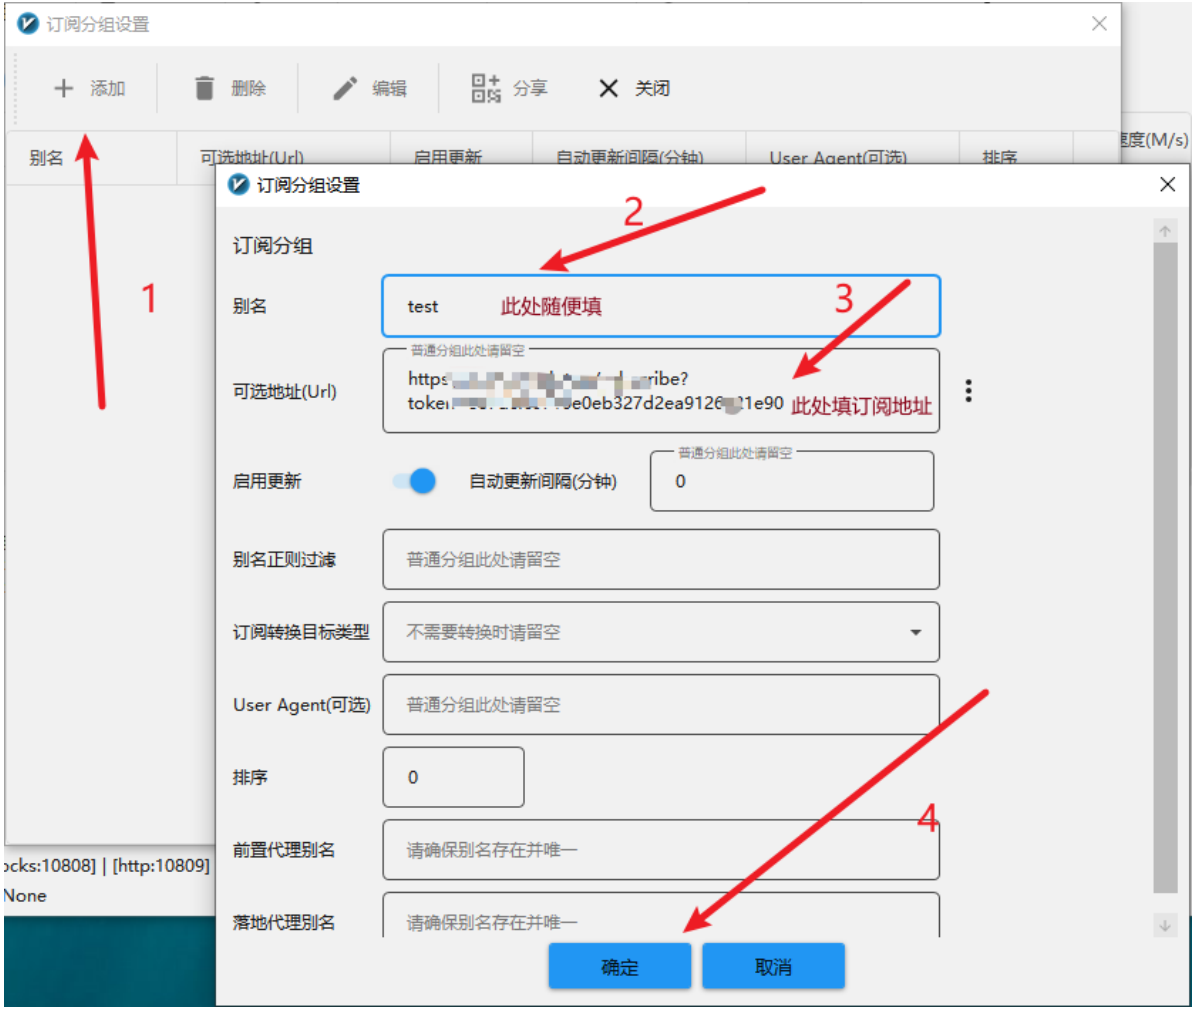 订阅分组设置
添加
删除
编辑
分享
关闭
速度(M/s)
别名
可选地址(Url)
启用更新
自动更新间隔(分钟)
User Agent(可选)
排序
订阅分组设置
1
2
3
4
订阅分组
别名
test
此处随便填
普通分组此处请留空
可选地址(Url)
https
ribe?
token
e0eb327d2ea9126
1e90
此处填订阅地址
启用更新
自动更新间隔(分钟)
普通分组此处请留空
0
别名正则过滤
普通分组此处请留空
订阅转换目标类型
不需要转换时请留空
User Agent(可选)
普通分组此处请留空
排序
0
前置代理别名
请确保别名存在并唯一
落地代理别名
请确保别名存在并唯一
ocks:10808] | [http:10809]
None
确定
取消